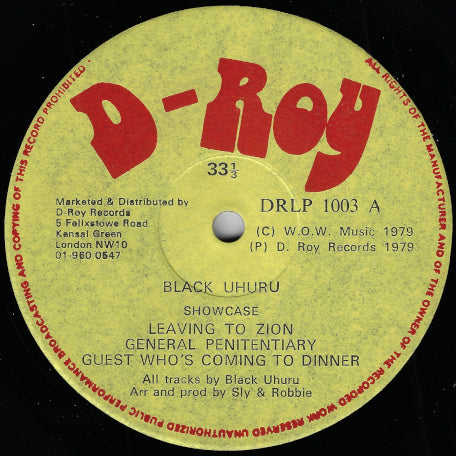 D-Roy
33⅓
Marketed & Distributed by
D-Roy Records
5 Felixstowe Road
Kensal Green
London NW10
01-960 0547
DRLP 1003 A
(C) W.O.W. Music 1979
(P) D. Roy Records 1979
BLACK UHURU
SHOWCASE
LEAVING TO ZION
GENERAL PENITENTIARY
GUEST WHO'S COMING TO DINNER
All tracks by Black Uhuru
Arr and prod by Sly & Robbie
ALL RIGHTS OF THE MANUFACTURER AND OF THE OWNER OF THE RECORDED WORK RESERVED UNAUTHORIZED PUBLIC PERFORMANCE BROADCASTING AND COPYING OF THIS RECORD PROHIBITED